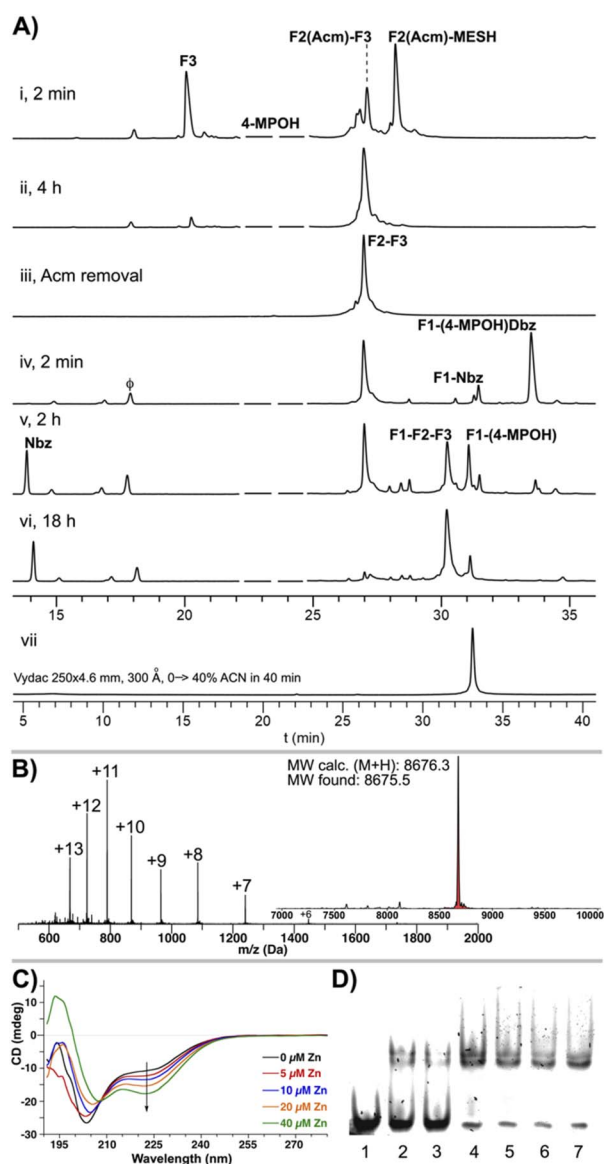 A)
F2(Acm)-F3 F2(Acm)-MESH
F3
i, 2 min
4-MPOH
ii, 4 h
F2-F3
iii, Acm removal
F1-(4-MPOH)Dbz
iv, 2 min
ϕ
F1-Nbz
v, 2 h
Nbz
F1-F2-F3 F1-(4-MPOH)
vi, 18 h
15 20 25 30 35
vii
Vydac 250x4.6 mm, 300 Å, 0–> 40% ACN in 40 min
5 10 15 20 25 30 35 40
t (min)
B)
MW calc. (M+H): 8676.3
MW found: 8675.5
+13 +12 +11 +10 +9 +8 +7
7000 +6 7500 8000 8500 9000 9500 10000
600 800 1000 1200 1400 1600 1800 2000
m/z (Da)
C)
CD (mdeg)
10
0
-10
-20
-30
0 µM Zn
5 µM Zn
10 µM Zn
20 µM Zn
40 µM Zn
195 210 230 250 270
Wavelength (nm)
D)
1 2 3 4 5 6 7